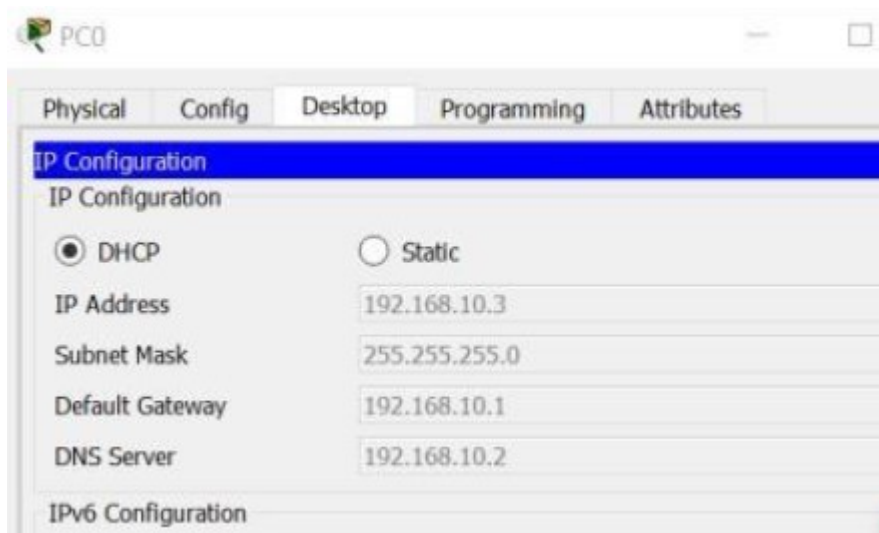 PC0
Physical Config Desktop Programming Attributes
IP Configuration
IP Configuration
DHCP Static
IP Address 192.168.10.3
Subnet Mask 255.255.255.0
Default Gateway 192.168.10.1
DNS Server 192.168.10.2
IPv6 Configuration